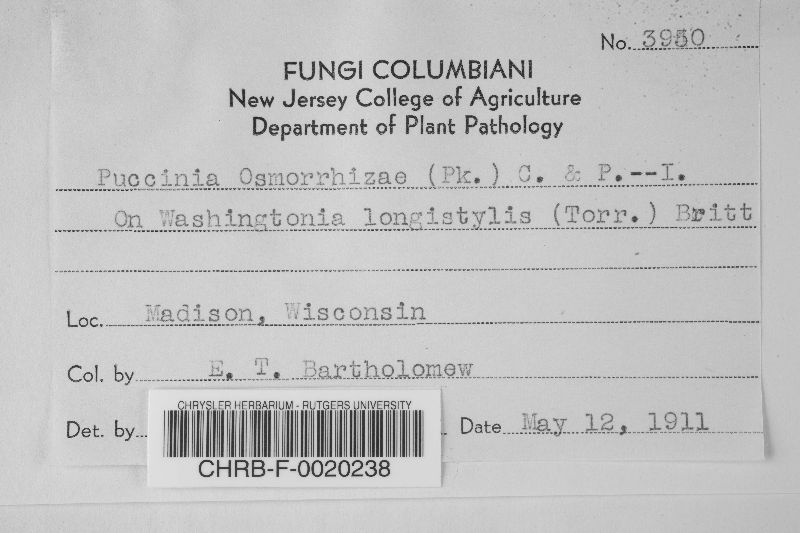 No. 3950
FUNGI COLUMBIANI
New Jersey College of Agriculture
Department of Plant Pathology
Puccinia Osmorrhizae (Pk.) C. & P.--I.
On Washingtonia longistylis (Torr.) Britt
Loc. Madison, Wisconsin
Col. by E. T. Bartholomew
Det. by
Date May 12, 1911
CHRYSLER HERBARIUM - RUTGERS UNIVERSITY
CHRB-F-0020238